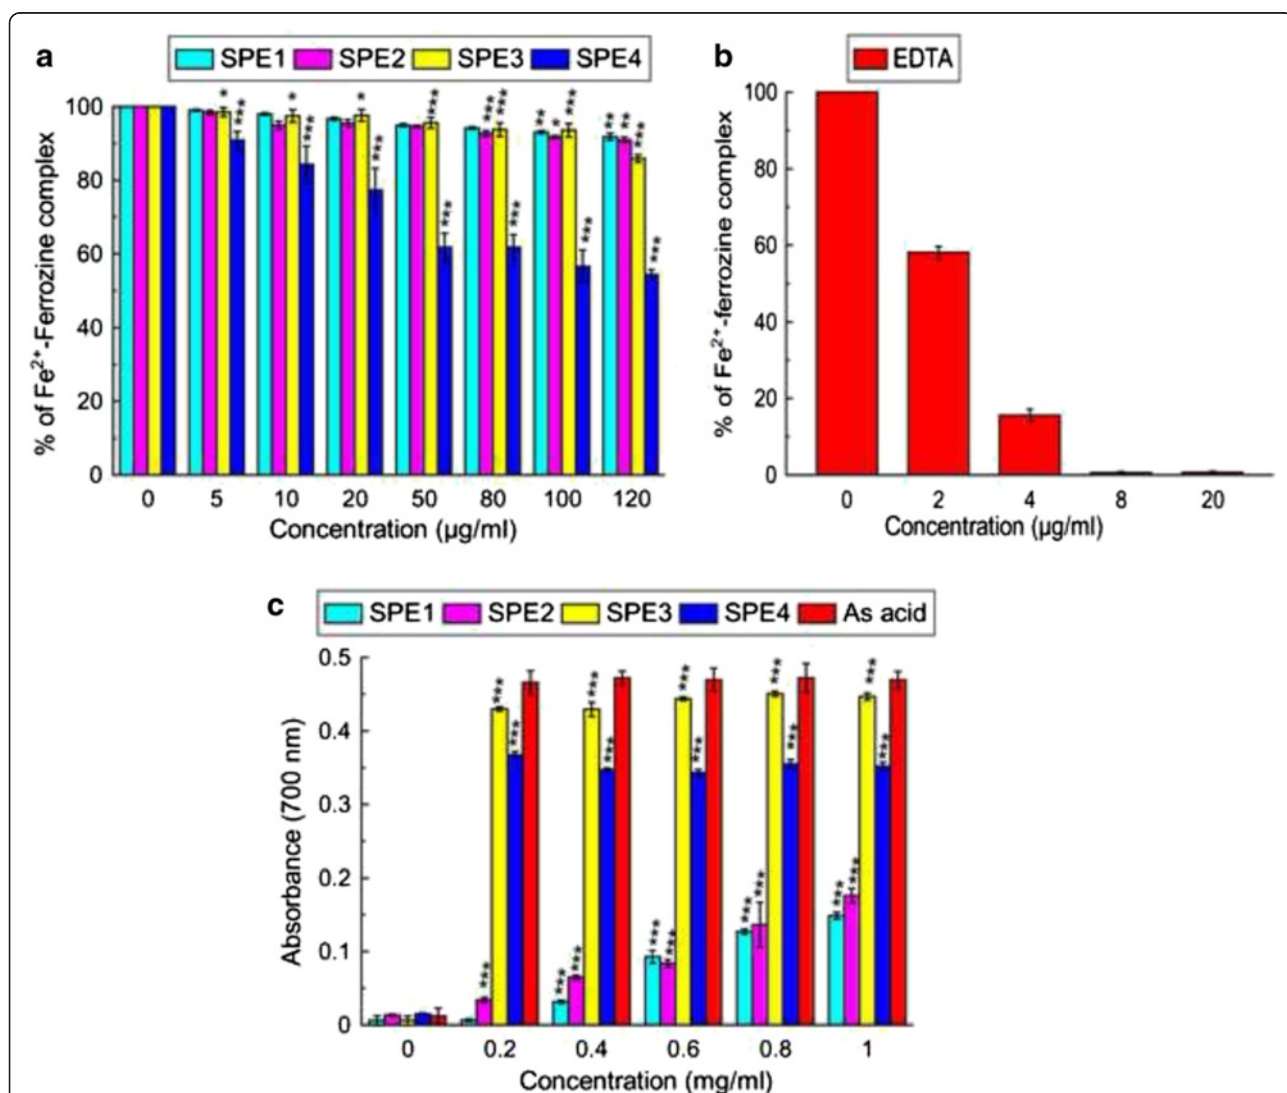 a
SPE1 SPE2 SPE3 SPE4
% of Fe²⁺-Ferrozine complex
100
80
60
40
20
0
* *** * *** * *** *** *** *** *** *** ** * *** *** ** ** *** ***
0 5 10 20 50 80 100 120
Concentration (µg/ml)
b
EDTA
% of Fe²⁺-ferrozine complex
100
80
60
40
20
0
0 2 4 8 20
Concentration (µg/ml)
c
SPE1 SPE2 SPE3 SPE4 As acid
Absorbance (700 nm)
0.5
0.4
0.3
0.2
0.1
0
*** *** *** *** *** *** *** *** *** *** *** *** *** *** *** *** *** *** ***
0 0.2 0.4 0.6 0.8 1
Concentration (mg/ml)